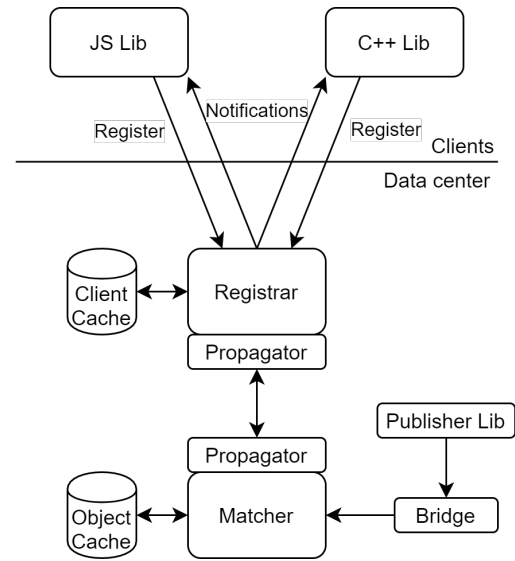 JS Lib
C++ Lib
Notifications
Register
Register
Clients
Data center
Client
Cache
Registrar
Propagator
Propagator
Publisher Lib
Object
Cache
Matcher
Bridge